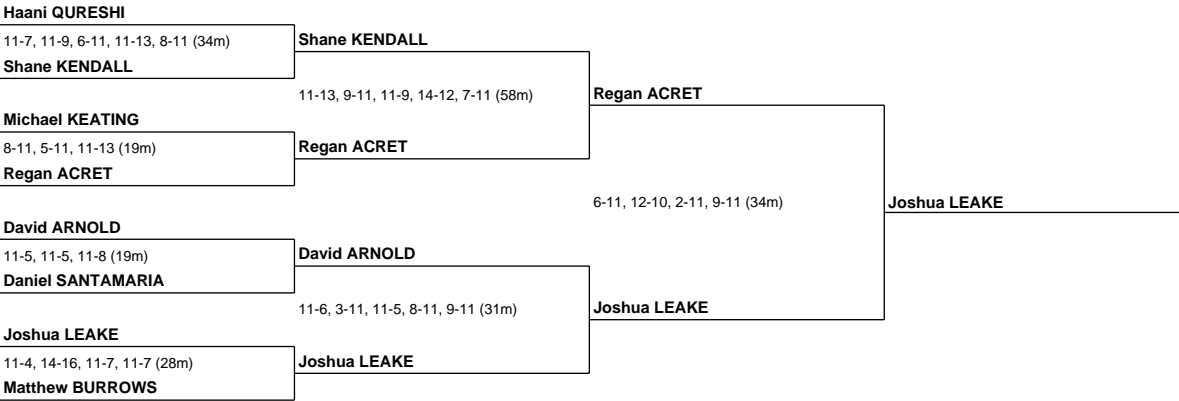 Haani QURESHI
11-7, 11-9, 6-11, 11-13, 8-11 (34m)
Shane KENDALL
Shane KENDALL
11-13, 9-11, 11-9, 14-12, 7-11 (58m)
Regan ACRET
Michael KEATING
8-11, 5-11, 11-13 (19m)
Regan ACRET
Regan ACRET
6-11, 12-10, 2-11, 9-11 (34m)
Joshua LEAKE
David ARNOLD
11-5, 11-5, 11-8 (19m)
Daniel SANTAMARIA
David ARNOLD
11-6, 3-11, 11-5, 8-11, 9-11 (31m)
Joshua LEAKE
Joshua LEAKE
11-4, 14-16, 11-7, 11-7 (28m)
Matthew BURROWS
Joshua LEAKE